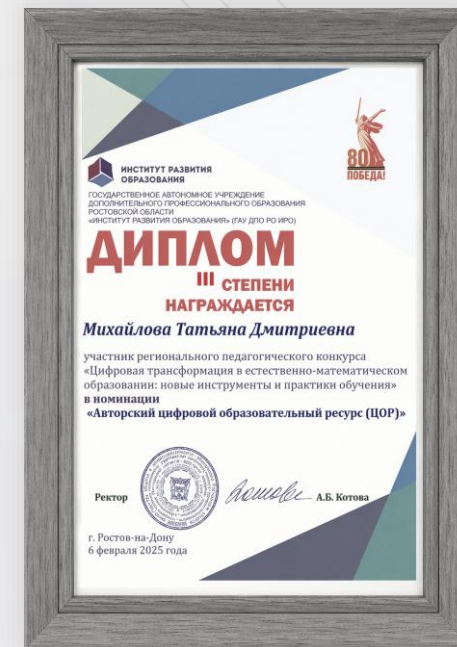 80
ПОБЕДА!
ИНСТИТУТ РАЗВИТИЯ
ОБРАЗОВАНИЯ
ГОСУДАРСТВЕННОЕ АВТОНОМНОЕ УЧРЕЖДЕНИЕ
ДОПОЛНИТЕЛЬНОГО ПРОФЕССИОНАЛЬНОГО ОБРАЗОВАНИЯ
РОСТОВСКОЙ ОБЛАСТИ
«ИНСТИТУТ РАЗВИТИЯ ОБРАЗОВАНИЯ» (ГАУ ДПО РО ИРО)
ДИПЛОМ
III СТЕПЕНИ
НАГРАЖДАЕТСЯ
Михайлова Татьяна Дмитриевна
участник регионального педагогического конкурса
«Цифровая трансформация в естественно-математическом
образовании: новые инструменты и практики обучения»
в номинации
«Авторский цифровой образовательный ресурс (ЦОР)»
Ректор А.Б. Котова
г. Ростов-на-Дону
6 февраля 2025 года